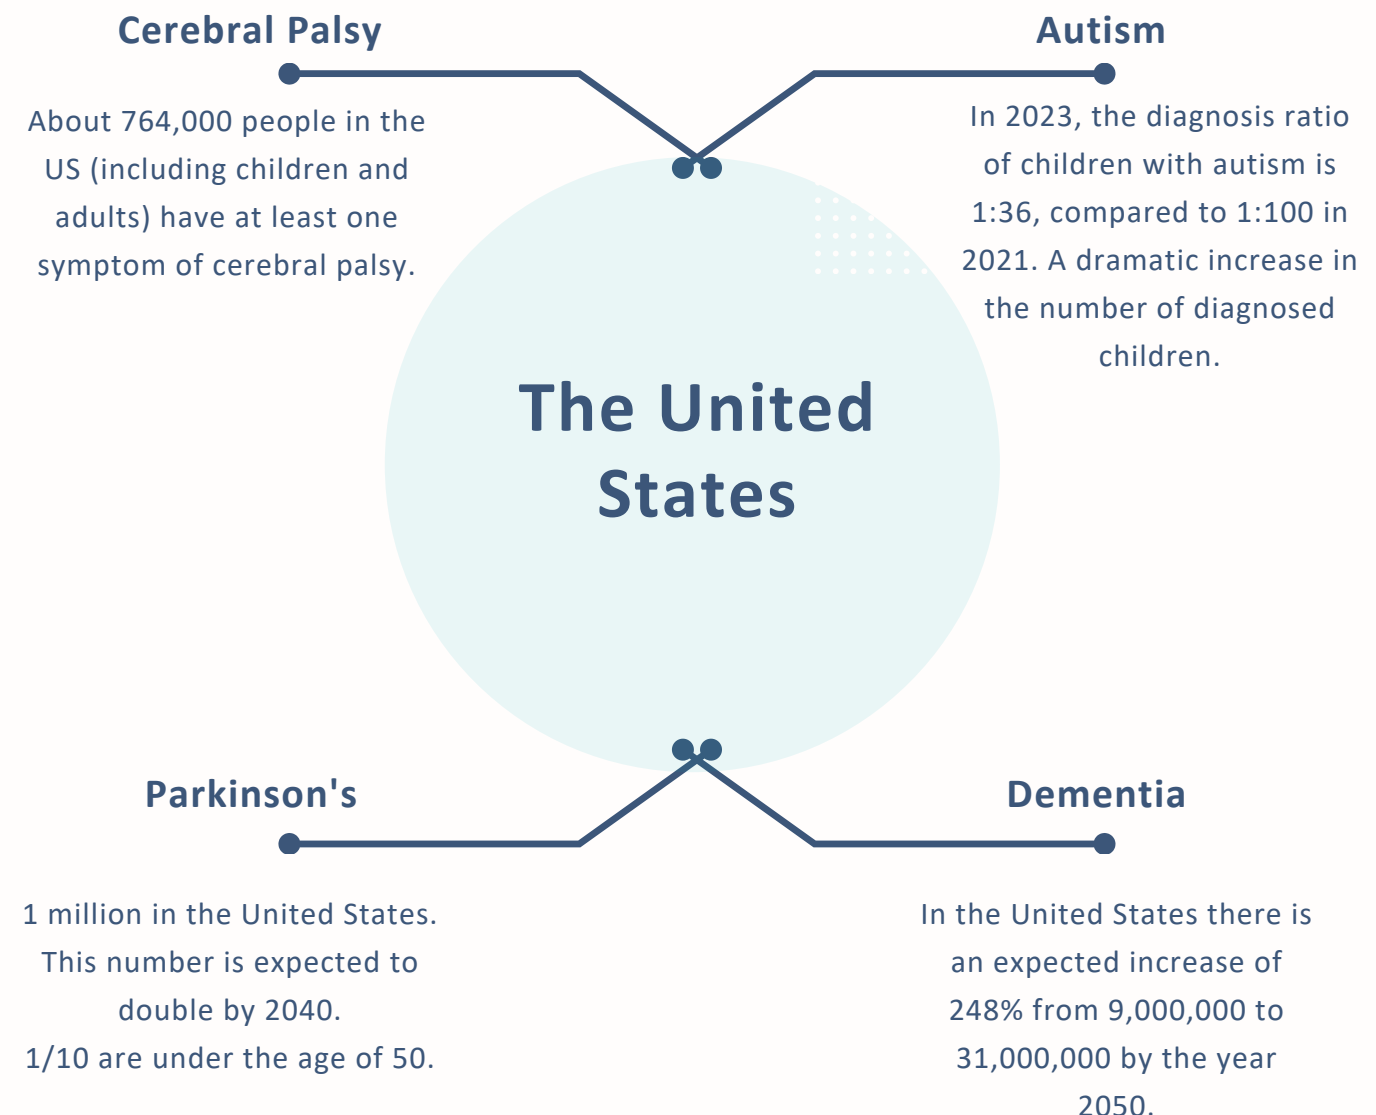 Cerebral Palsy
About 764,000 people in the
US (including children and
adults) have at least one
symptom of cerebral palsy.
Autism
In 2023, the diagnosis ratio
of children with autism is
1:36, compared to 1:100 in
2021. A dramatic increase in
the number of diagnosed
children.
The United
States
Parkinson's
1 million in the United States.
This number is expected to
double by 2040.
1/10 are under the age of 50.
Dementia
In the United States there is
an expected increase of
248% from 9,000,000 to
31,000,000 by the year
2050.